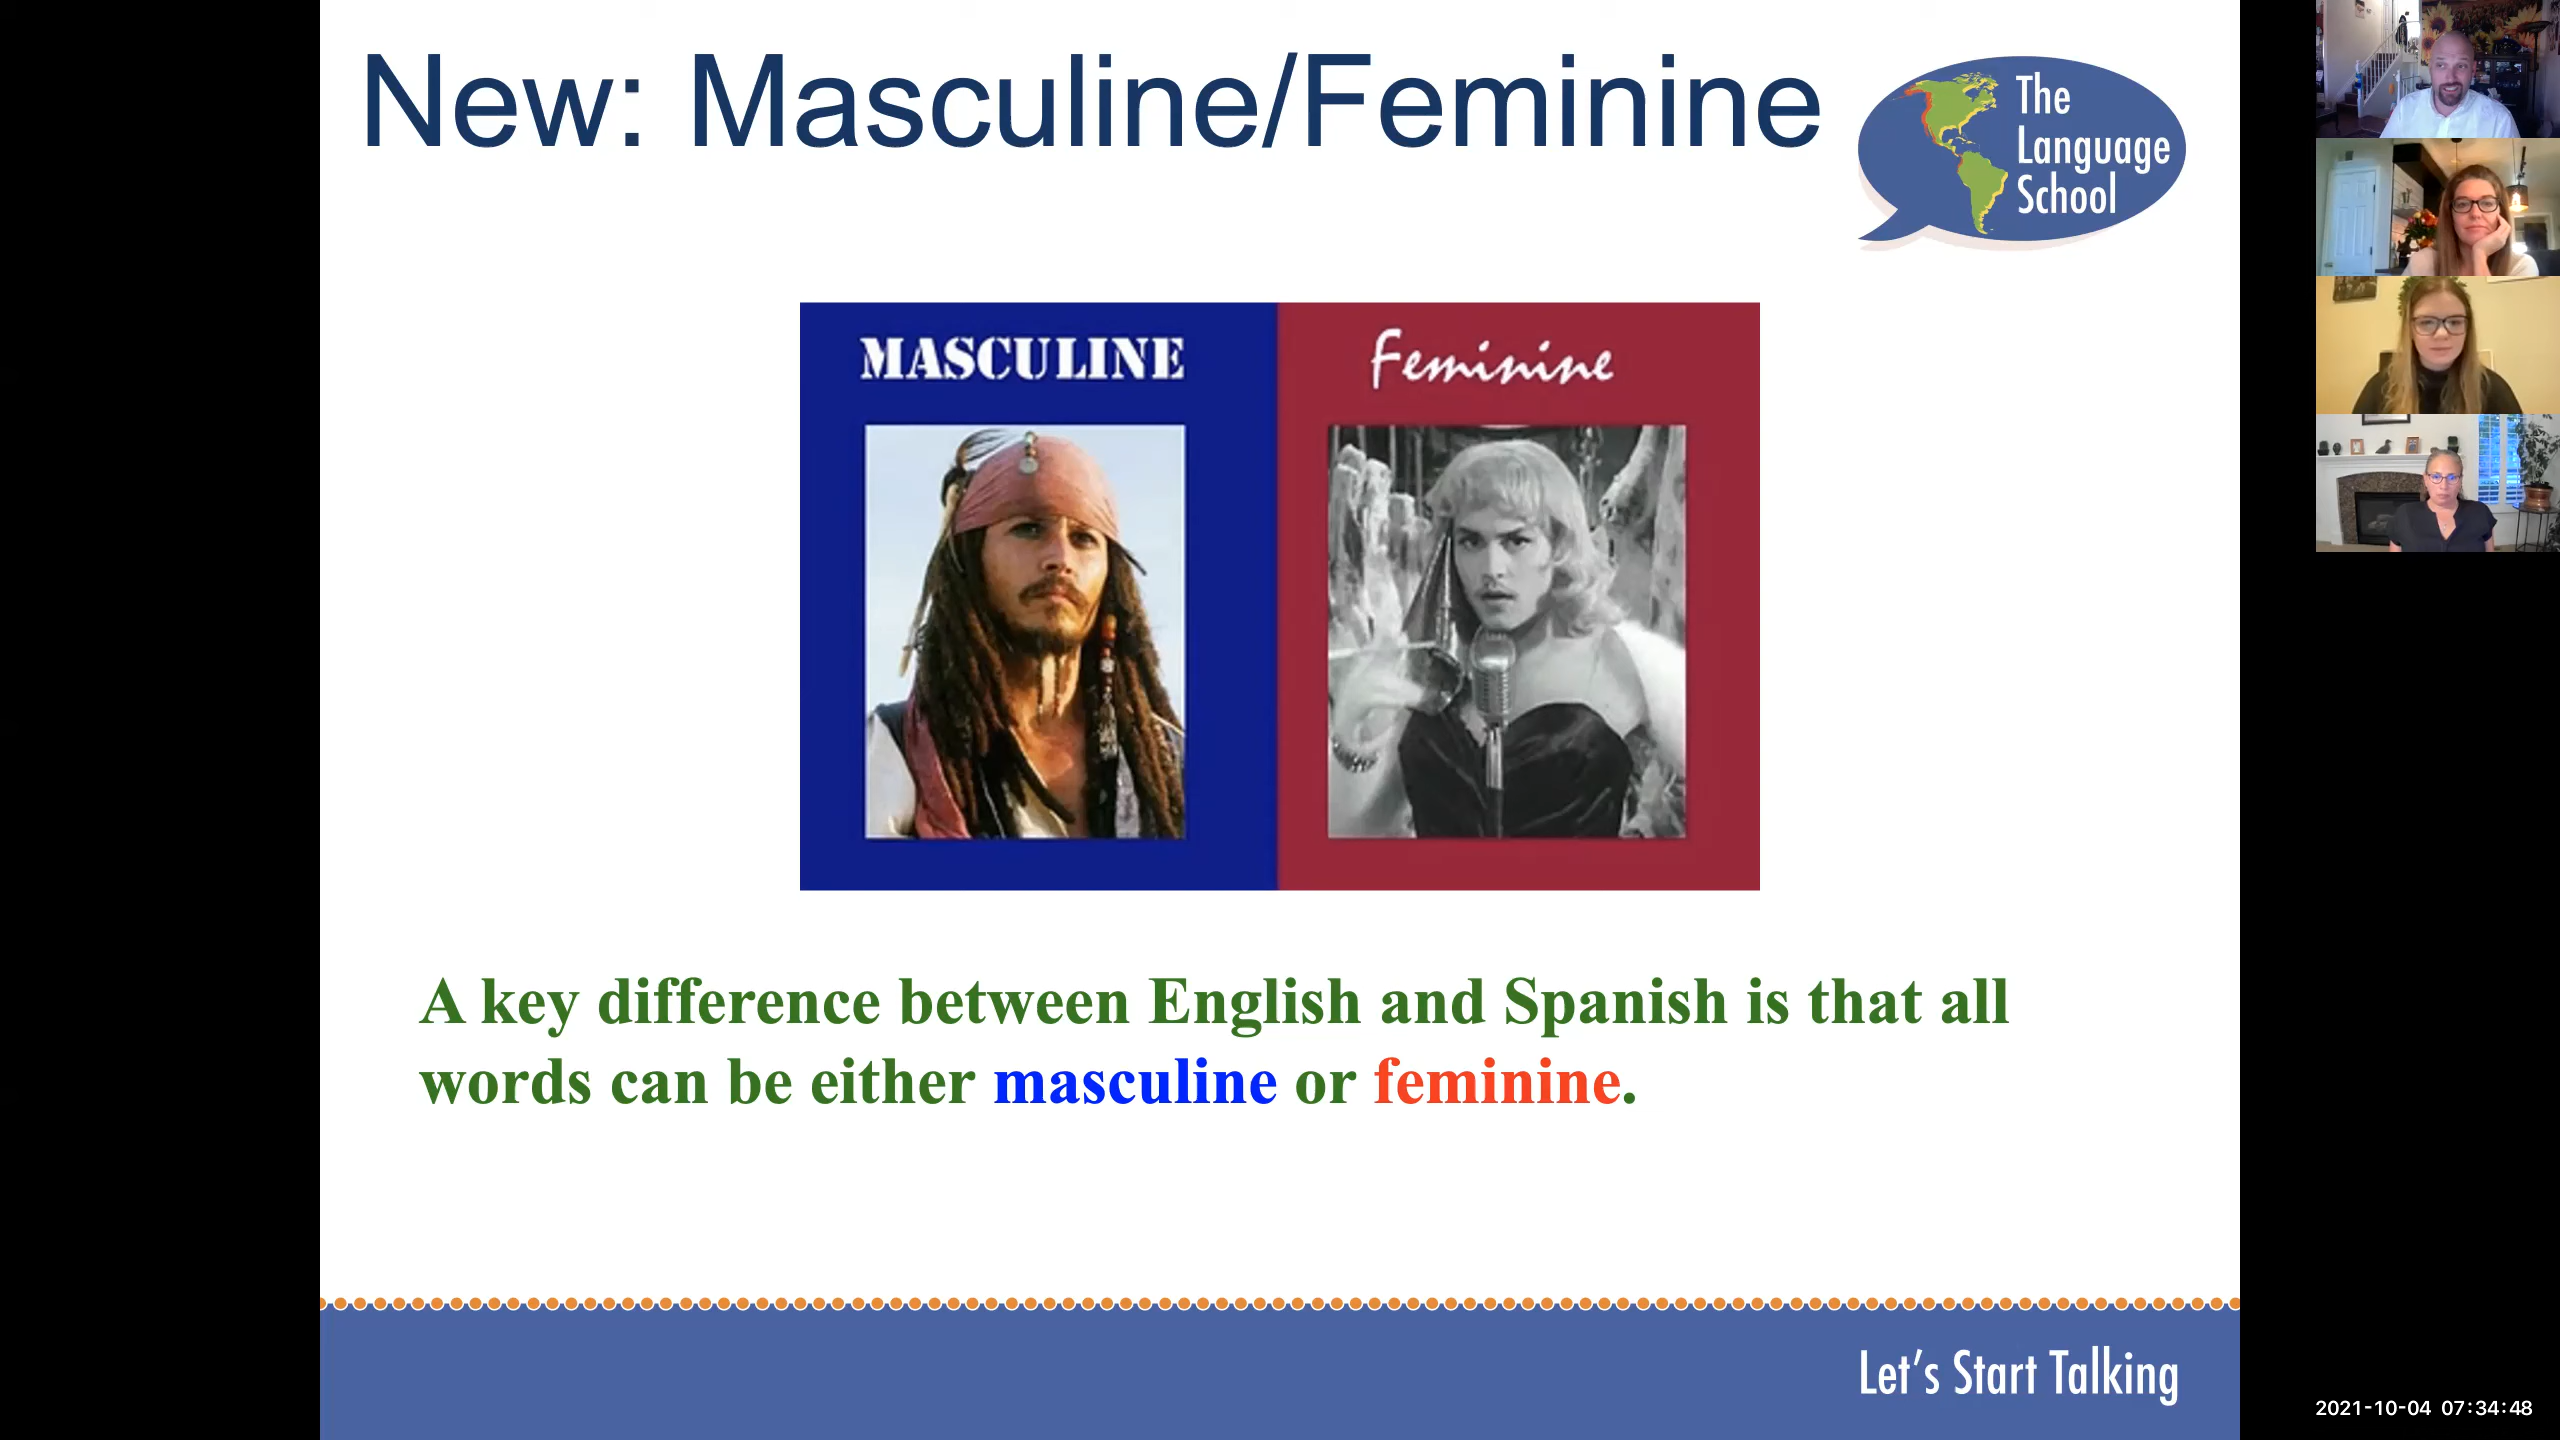 New: Masculine/Feminine
The
Language
School
MASCULINE
Feminine
A key difference between English and Spanish is that all
words can be either masculine or feminine.
Let's Start Talking
2021-10-04 07:34:48